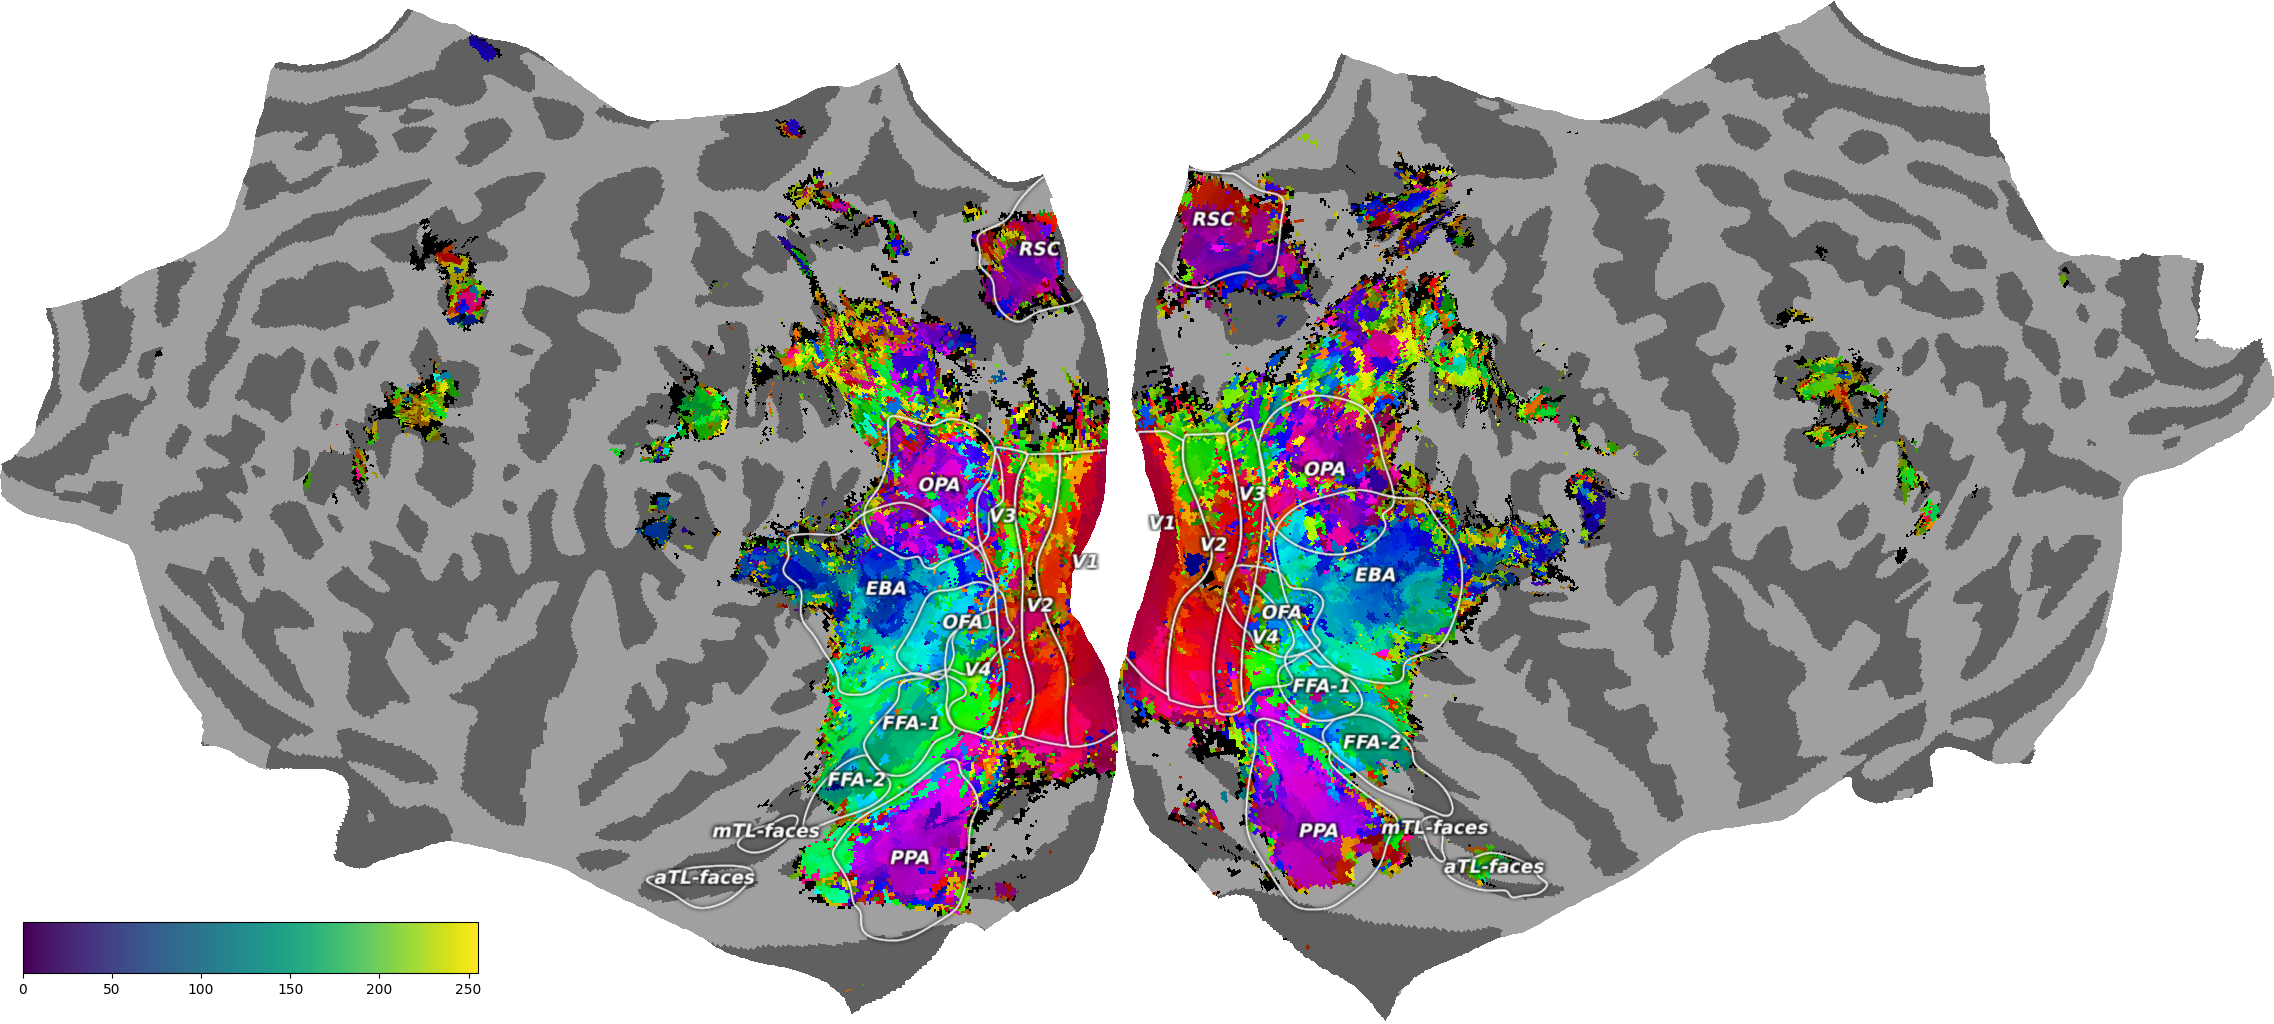 RSC
RSC
OPA
V3
V1
EBA
V2
OFA
V4
FFA-1
FFA-2
mTL-faces
PPA
aTL-faces
OPA
V3
V1
V2
EBA
OFA
V4
FFA-1
FFA-2
PPA
mTL-faces
aTL-faces
0 50 100 150 200 250